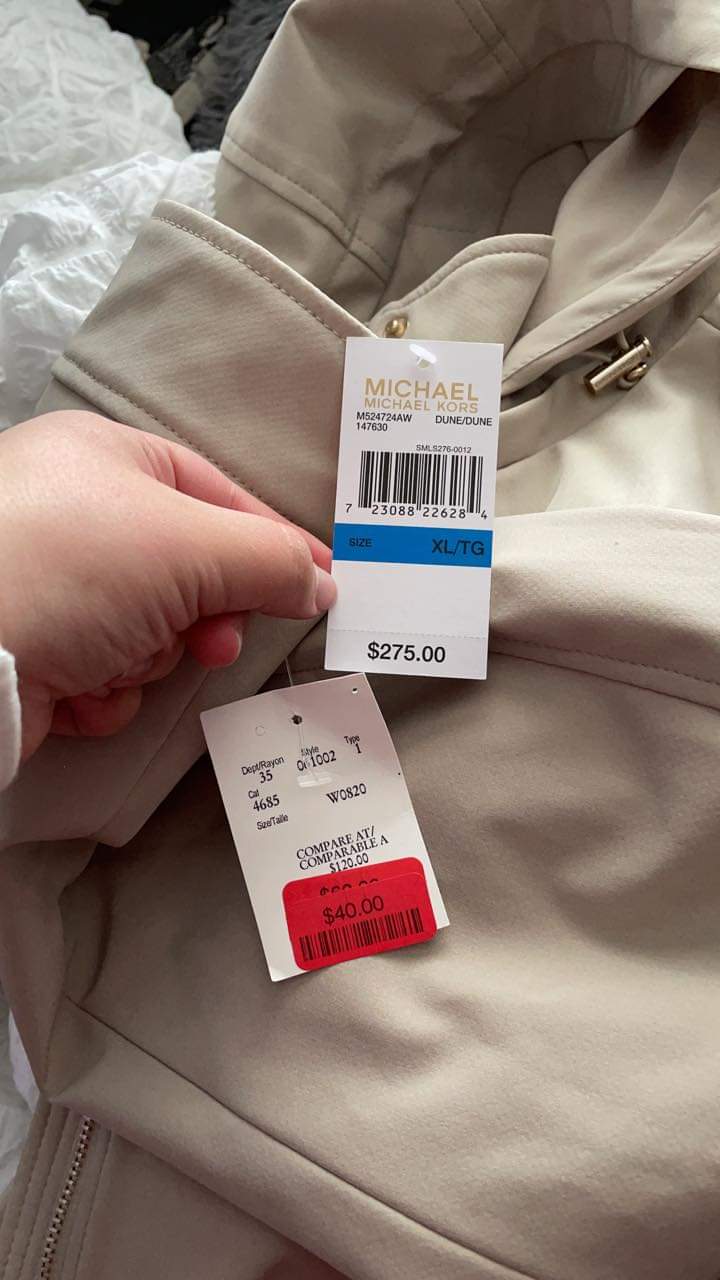 MICHAEL
MICHAEL KORS
M524724AW DUNE/DUNE
147630
SMLS276-0012
7 23088 22628 4
SIZE XL/TG
$275.00
Dept/Rayon Style Type
35 061002 1
Cat
4685 W0820
Size/Taille
COMPARE AT/
COMPARABLE A
$120.00
$40.00